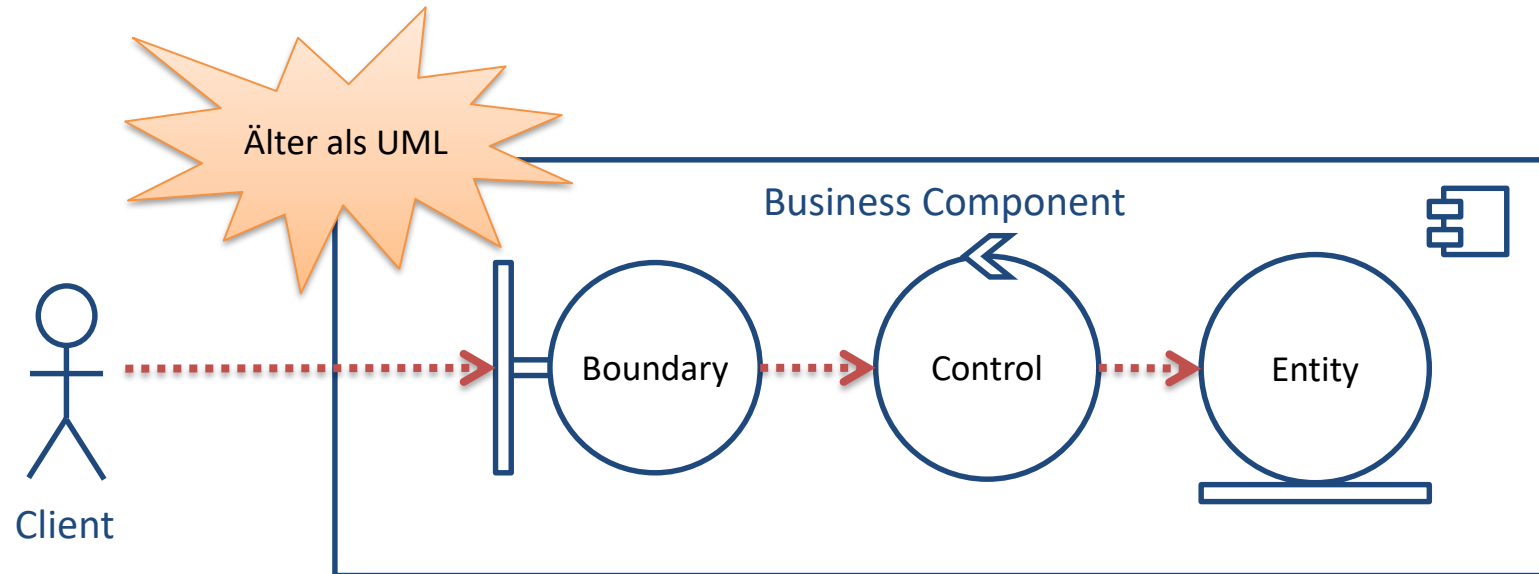 Älter als UML
Business Component
Boundary
Control
Entity
Client